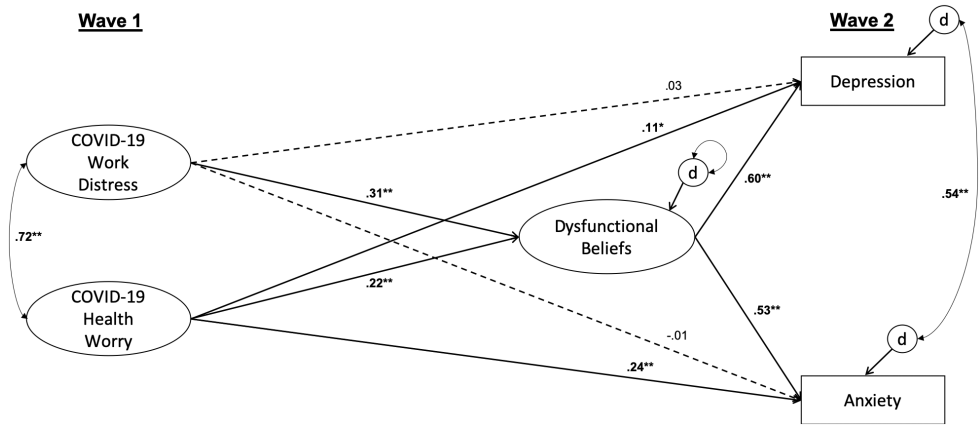 Wave 1
Wave 2
d
Depression
.03
COVID-19
Work
Distress
.11*
d
.31**
.60**
.54**
Dysfunctional
Beliefs
.72**
.22**
COVID-19
Health
Worry
.53**
-.01
d
.24**
Anxiety